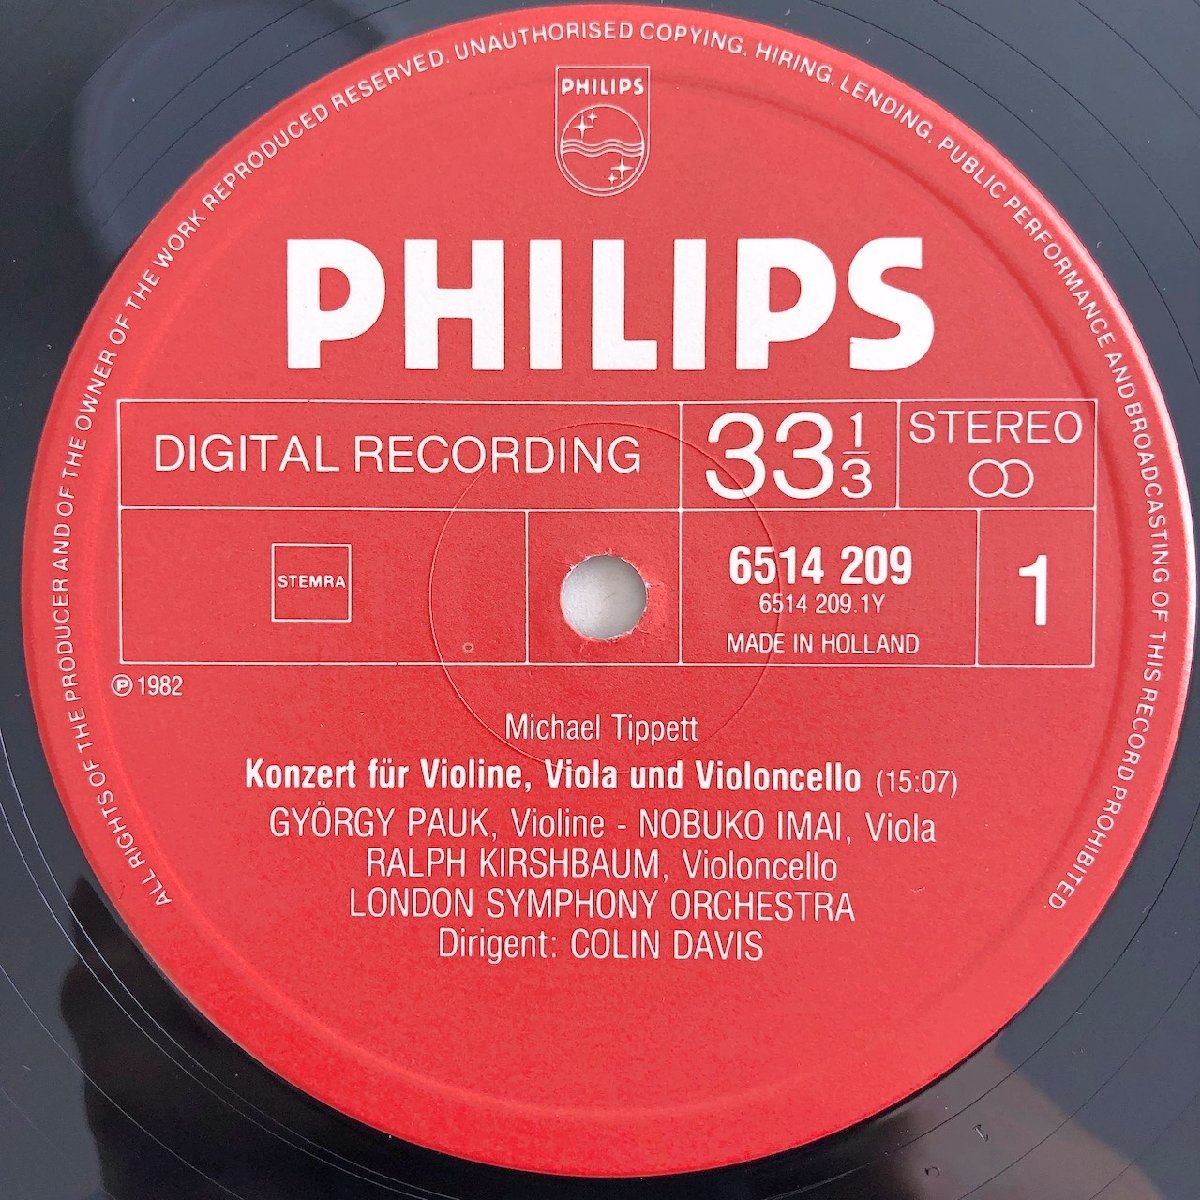 ALL RIGHTS OF THE PRODUCER AND OF THE OWNER OF THE WORK REPRODUCED RESERVED. UNAUTHORISED COPYING. HIRING. LENDING. PUBLIC PERFORMANCE AND BROADCASTING OF THIS RECORD PROHIBITED.
PHILIPS
PHILIPS
DIGITAL RECORDING
33 1/3
STEREO
STEMRA
6514 209
6514 209.1Y
MADE IN HOLLAND
1
℗ 1982
Michael Tippett
Konzert für Violine, Viola und Violoncello (15:07)
GYÖRGY PAUK, Violine - NOBUKO IMAI, Viola
RALPH KIRSHBAUM, Violoncello
LONDON SYMPHONY ORCHESTRA
Dirigent: COLIN DAVIS